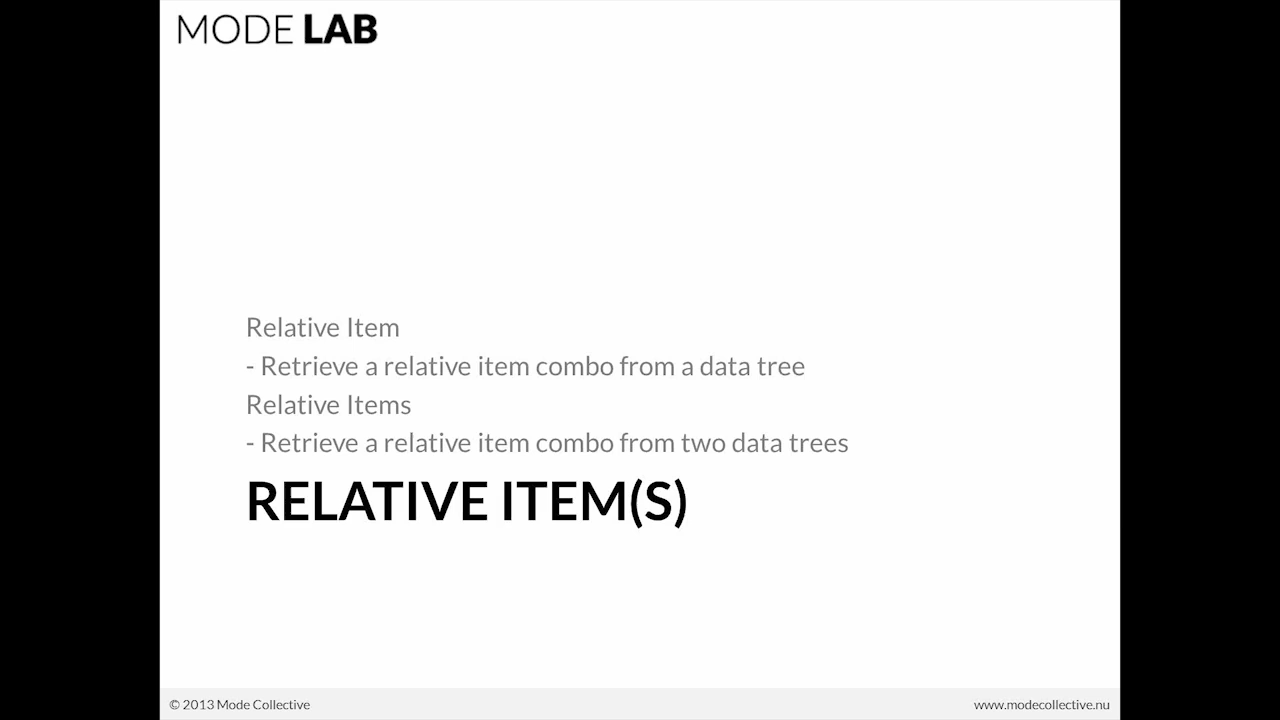 MODE LAB
Relative Item
- Retrieve a relative item combo from a data tree
Relative Items
- Retrieve a relative item combo from two data trees
RELATIVE ITEM(S)
© 2013 Mode Collective
www.modecollective.nu